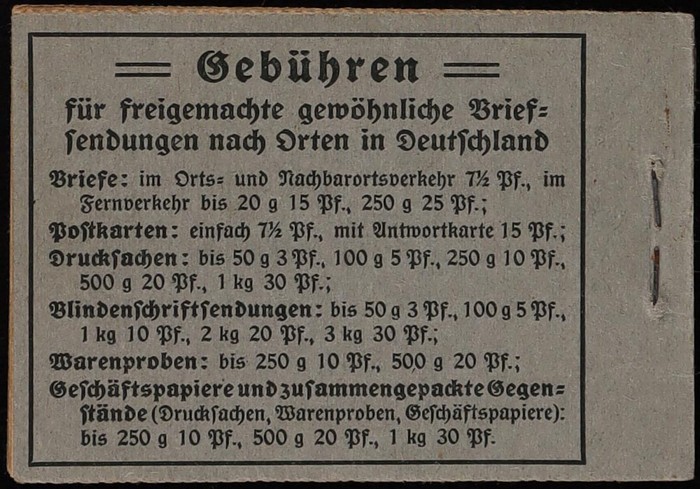 Gebühren
für freigemachte gewöhnliche Brief=
sendungen nach Orten in Deutschland
Briefe: im Orts= und Nachbarortsverkehr 7½ Pf., im
Fernverkehr bis 20 g 15 Pf., 250 g 25 Pf.;
Postkarten: einfach 7½ Pf., mit Antwortkarte 15 Pf.;
Drucksachen: bis 50 g 3 Pf., 100 g 5 Pf., 250 g 10 Pf.,
500 g 20 Pf., 1 kg 30 Pf.;
Blindenschriftsendungen: bis 50 g 3 Pf., 100 g 5 Pf.,
1 kg 10 Pf., 2 kg 20 Pf., 3 kg 30 Pf.;
Warenproben: bis 250 g 10 Pf., 500 g 20 Pf.;
Geschäftspapiere und zusammengepackte Gegen=
stände (Drucksachen, Warenproben, Geschäftspapiere):
bis 250 g 10 Pf., 500 g 20 Pf., 1 kg 30 Pf.